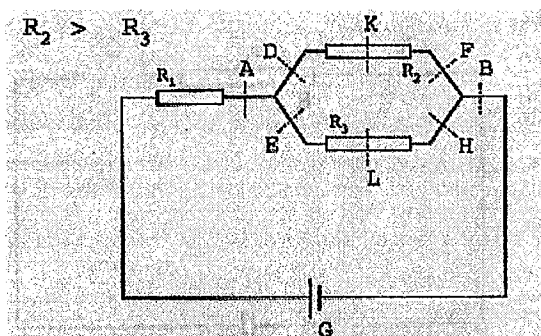 R₂ > R₃
K
D F
A R₂ B
R₁
E R₃ H
L
G